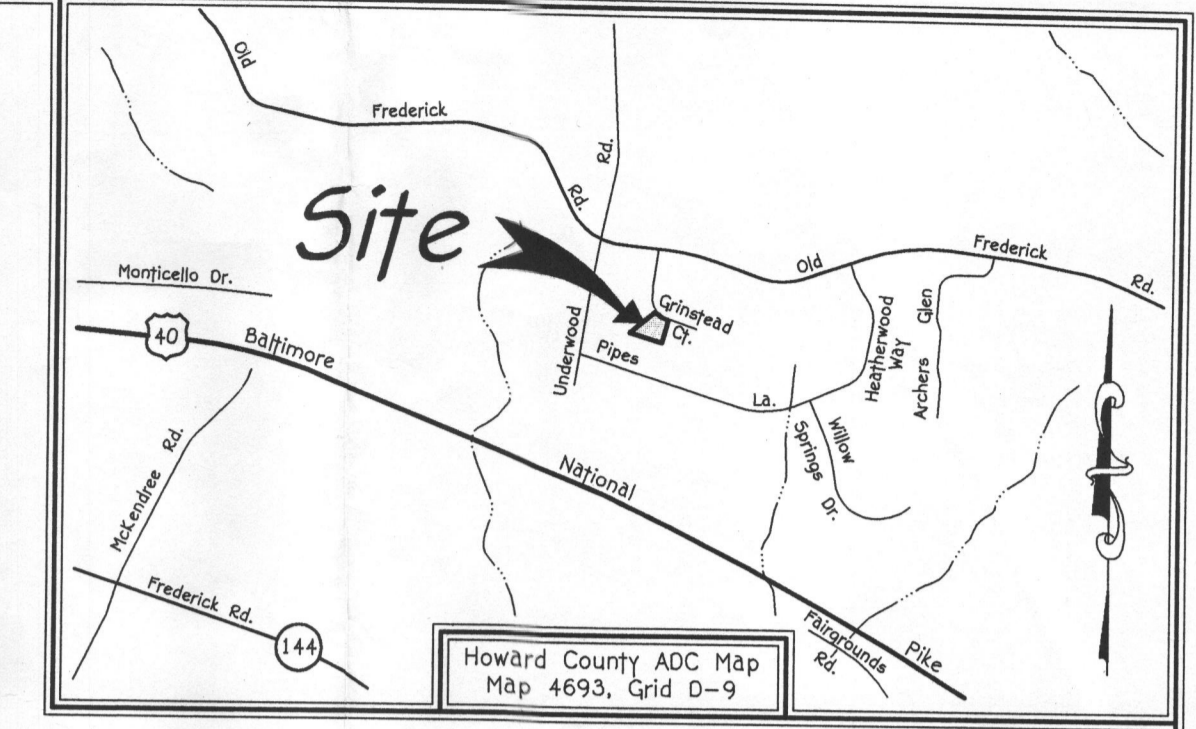 Old
Frederick
Rd.
Rd.
Site
Old
Frederick
Rd.
Monticello Dr.
40
Baltimore
Underwood
Grinstead
Ct.
Pipes
La.
Heatherwood
Way
Archers Glen
Willow
Springs Dr.
McKendree Rd.
National
Frederick Rd.
144
Fairgrounds
Rd.
Pike
Howard County ADC Map
Map 4693, Grid D-9